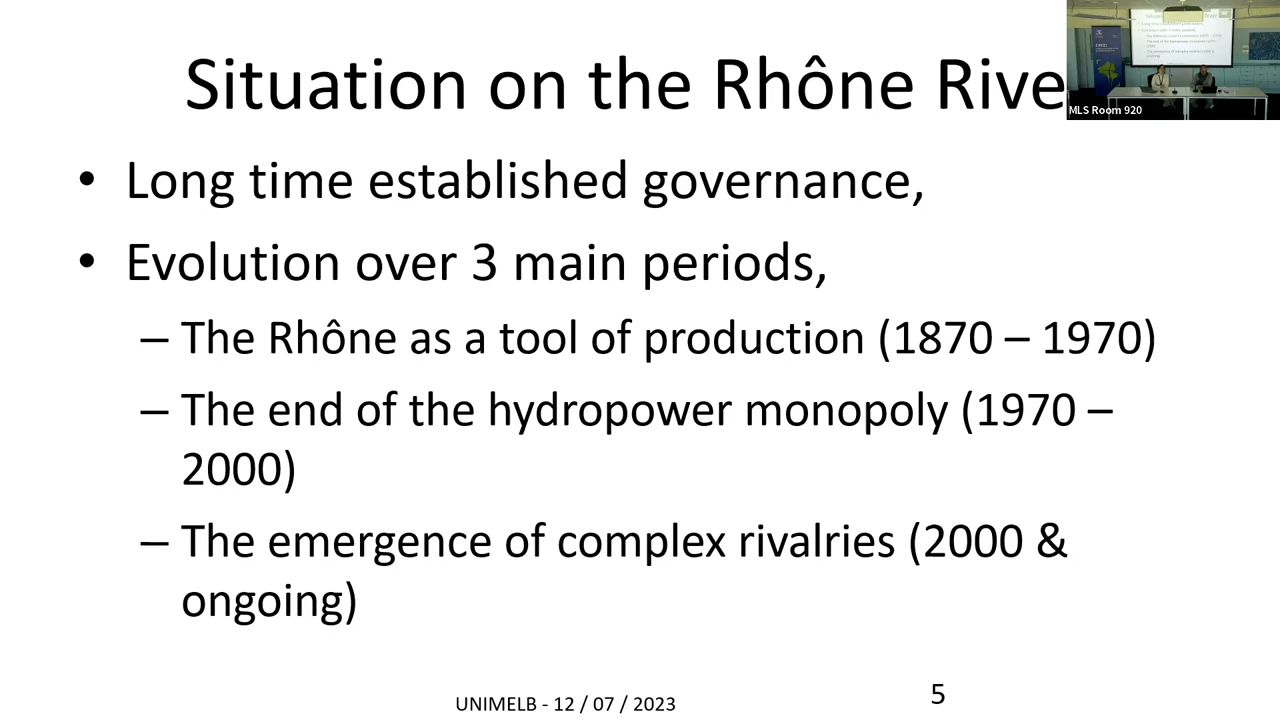 Situation on the Rhône Rive
MLS Room 920
• Long time established governance,
• Evolution over 3 main periods,
– The Rhône as a tool of production (1870 – 1970)
– The end of the hydropower monopoly (1970 –
2000)
– The emergence of complex rivalries (2000 &
ongoing)
UNIMELB - 12 / 07 / 2023
5